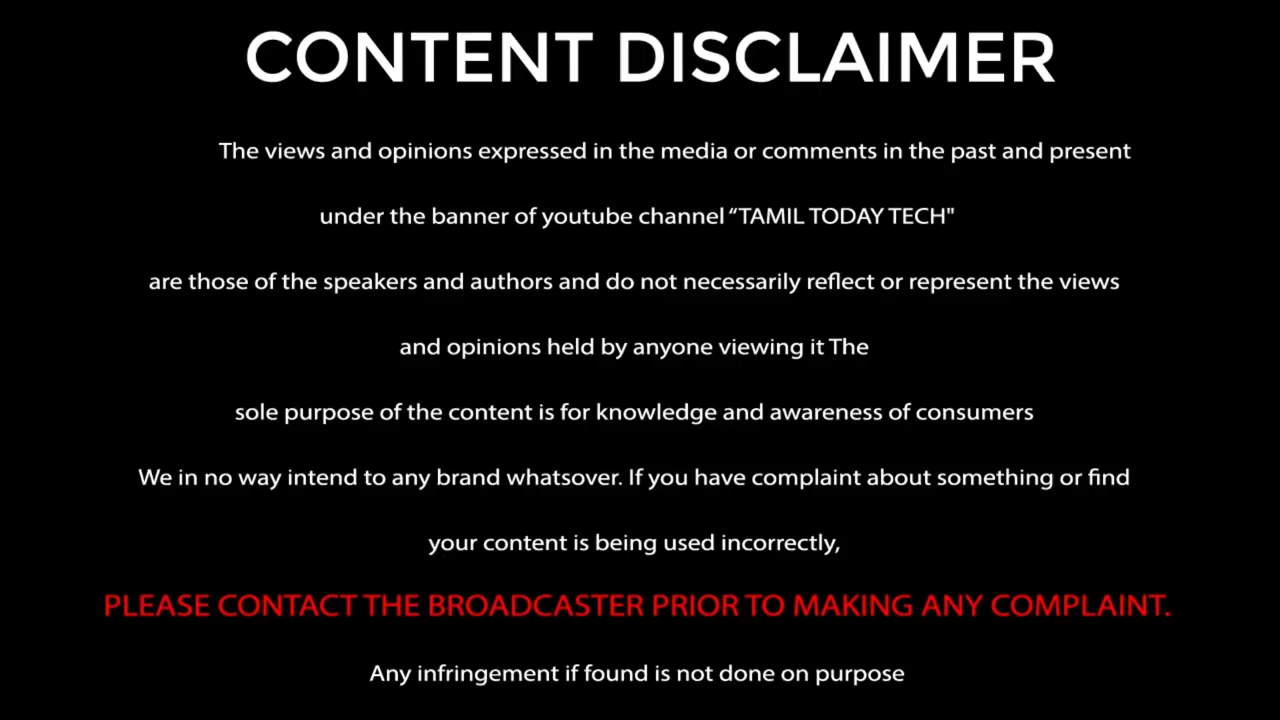 CONTENT DISCLAIMER
The views and opinions expressed in the media or comments in the past and present
under the banner of youtube channel “TAMIL TODAY TECH"
are those of the speakers and authors and do not necessarily reflect or represent the views
and opinions held by anyone viewing it The
sole purpose of the content is for knowledge and awareness of consumers
We in no way intend to any brand whatsover. If you have complaint about something or find
your content is being used incorrectly,
PLEASE CONTACT THE BROADCASTER PRIOR TO MAKING ANY COMPLAINT.
Any infringement if found is not done on purpose